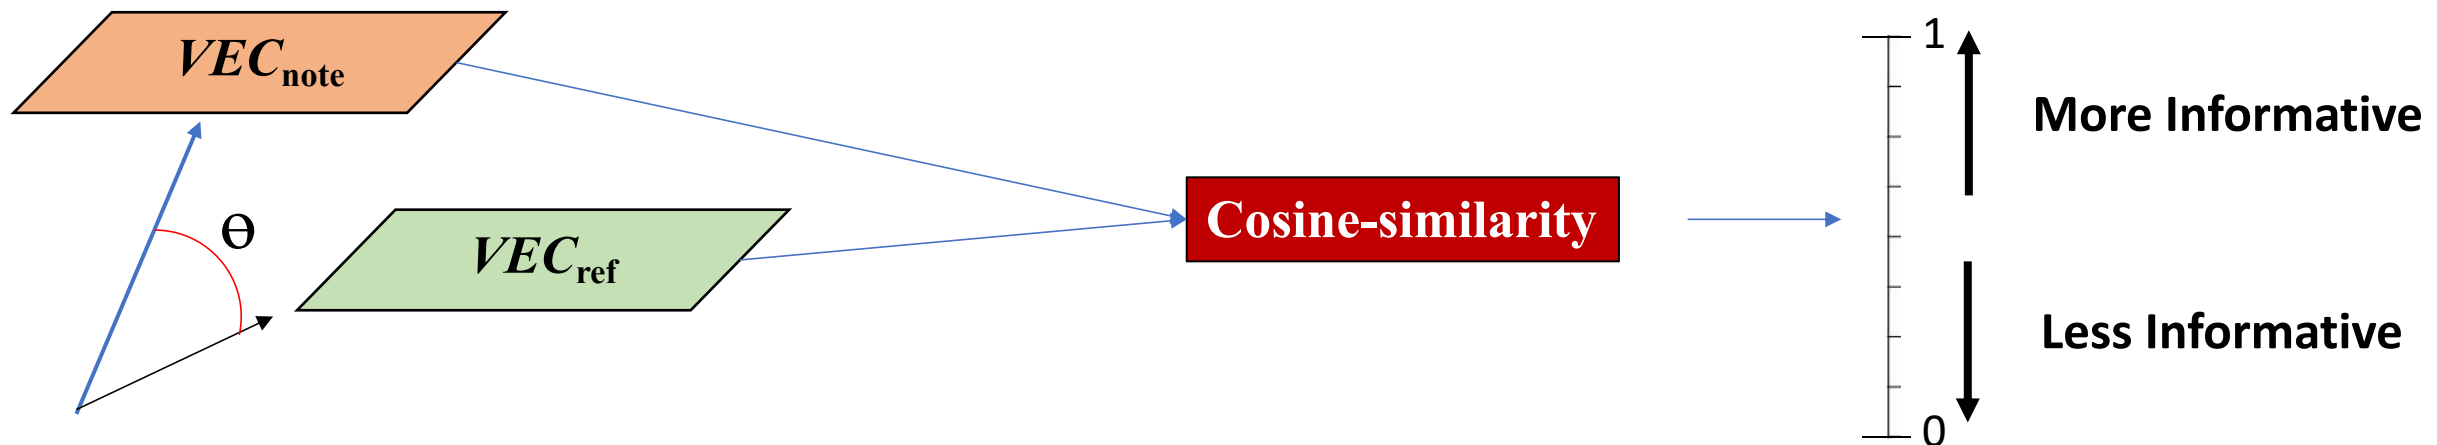 VECnote
ϴ
VECref
Cosine-similarity
1
More Informative
Less Informative
0